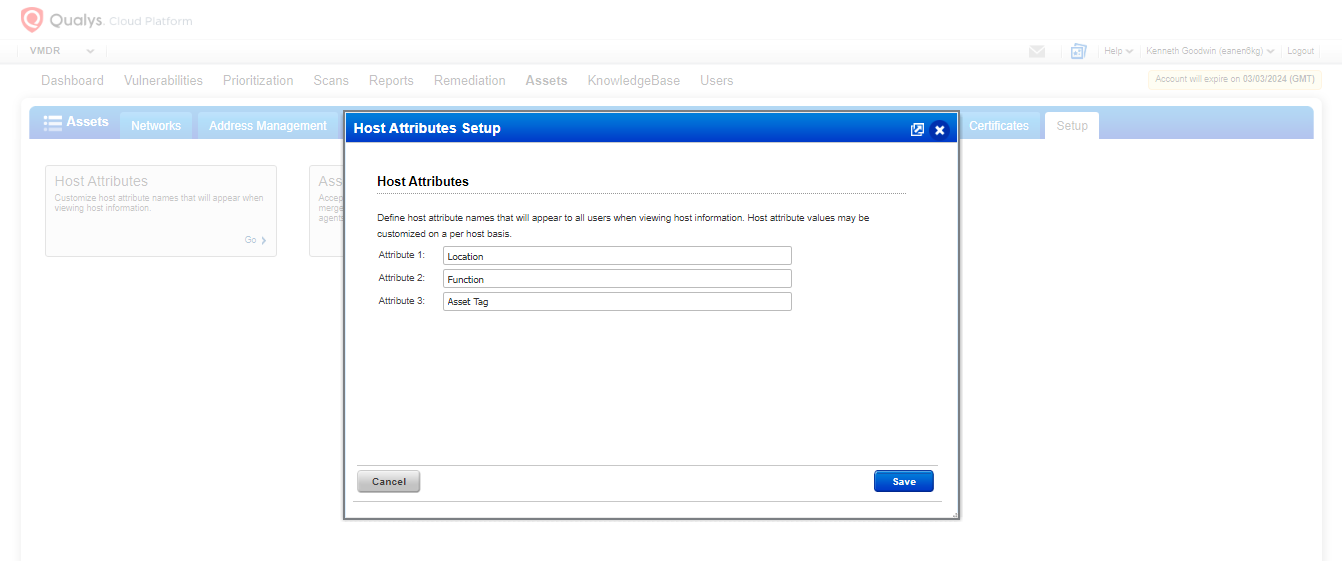 Qualys. Cloud Platform
VMDR
Help
Kenneth Goodwin (eanen6kg)
Logout
Dashboard Vulnerabilities Prioritization Scans Reports Remediation Assets KnowledgeBase Users
Account will expire on 03/03/2024 (GMT)
Assets Networks Address Management
Certificates Setup
Host Attributes
Customize host attribute names that will appear when
viewing host information.
Go
Ass
Accep
merge
agents
Host Attributes Setup
Host Attributes
Define host attribute names that will appear to all users when viewing host information. Host attribute values may be
customized on a per host basis.
Attribute 1: Location
Attribute 2: Function
Attribute 3: Asset Tag
Cancel
Save